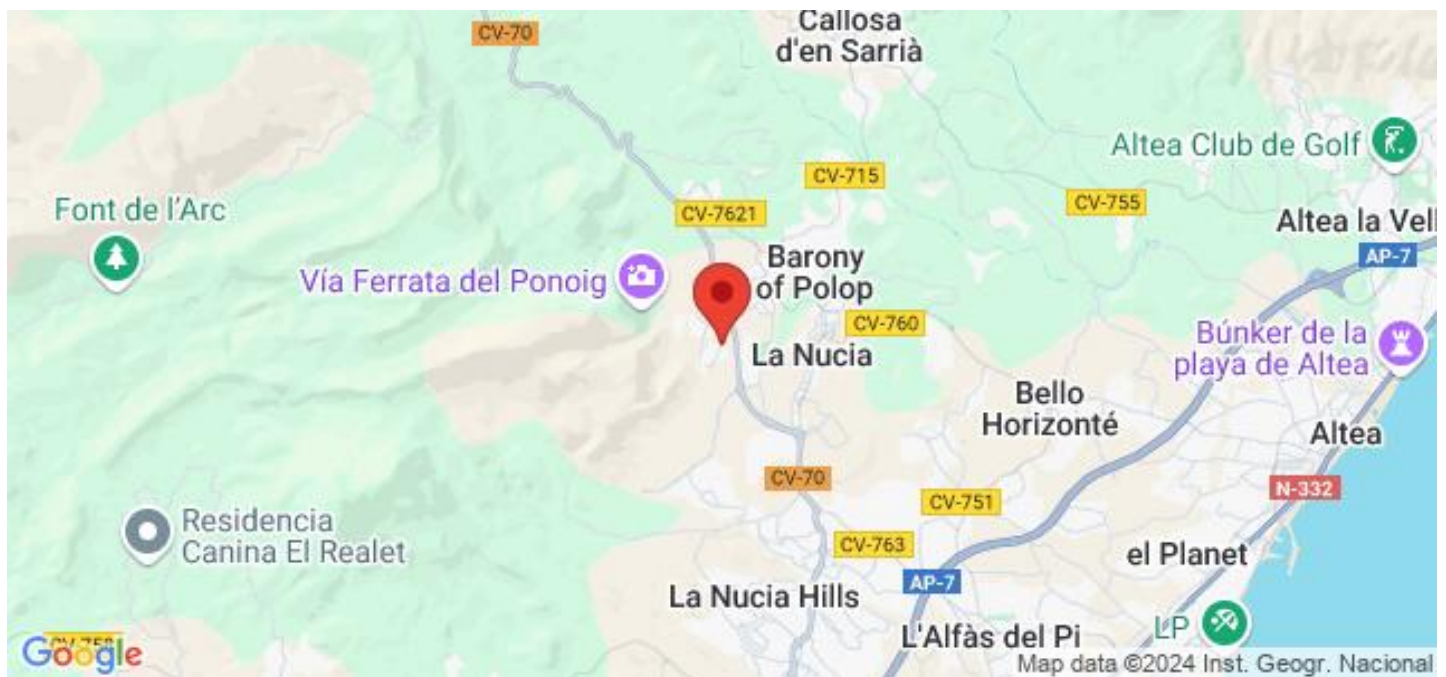 CV-70
Callosa
d'en Sarrià
Altea Club de Golf
CV-715
CV-755
Font de l'Arc
CV-7621
Altea la Vell
AP-7
Barony
of Polop
Vía Ferrata del Ponoig
CV-760
La Nucia
Búnker de la
playa de Altea
Bello
Horizonté
Altea
CV-70
N-332
CV-751
Residencia
Canina El Realet
CV-763
el Planet
AP-7
La Nucia Hills
L'Alfàs del Pi
LP
CV-758
Google
Map data ©2024 Inst. Geogr. Nacional